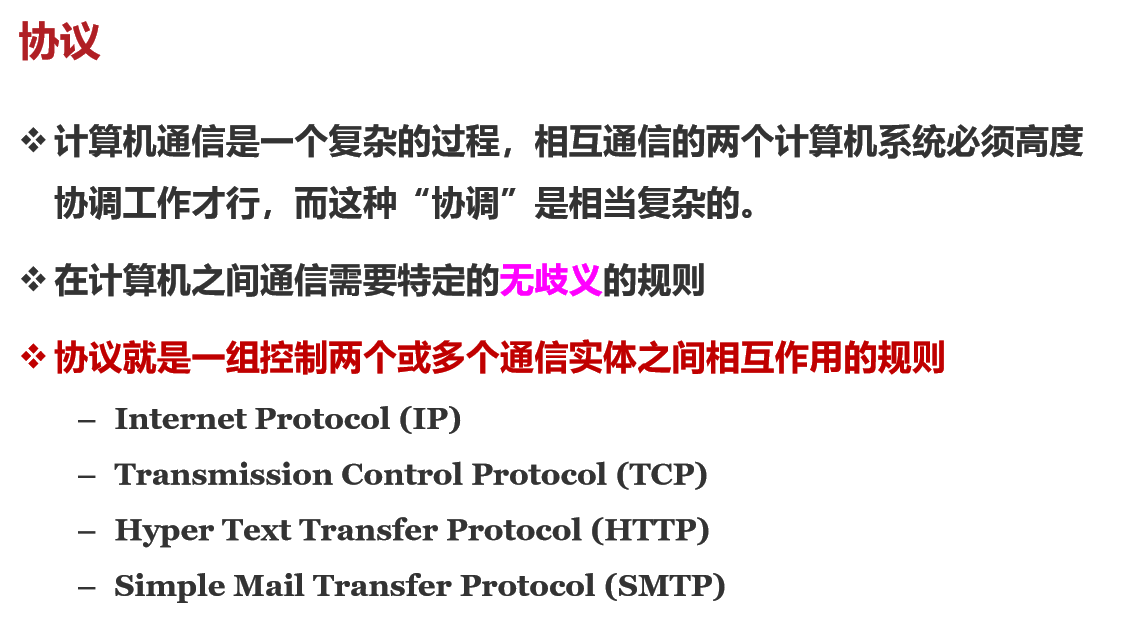 协议
❖ 计算机通信是一个复杂的过程，相互通信的两个计算机系统必须高度
协调工作才行，而这种“协调”是相当复杂的。
❖ 在计算机之间通信需要特定的无歧义的规则
❖ 协议就是一组控制两个或多个通信实体之间相互作用的规则
– Internet Protocol (IP)
– Transmission Control Protocol (TCP)
– Hyper Text Transfer Protocol (HTTP)
– Simple Mail Transfer Protocol (SMTP)